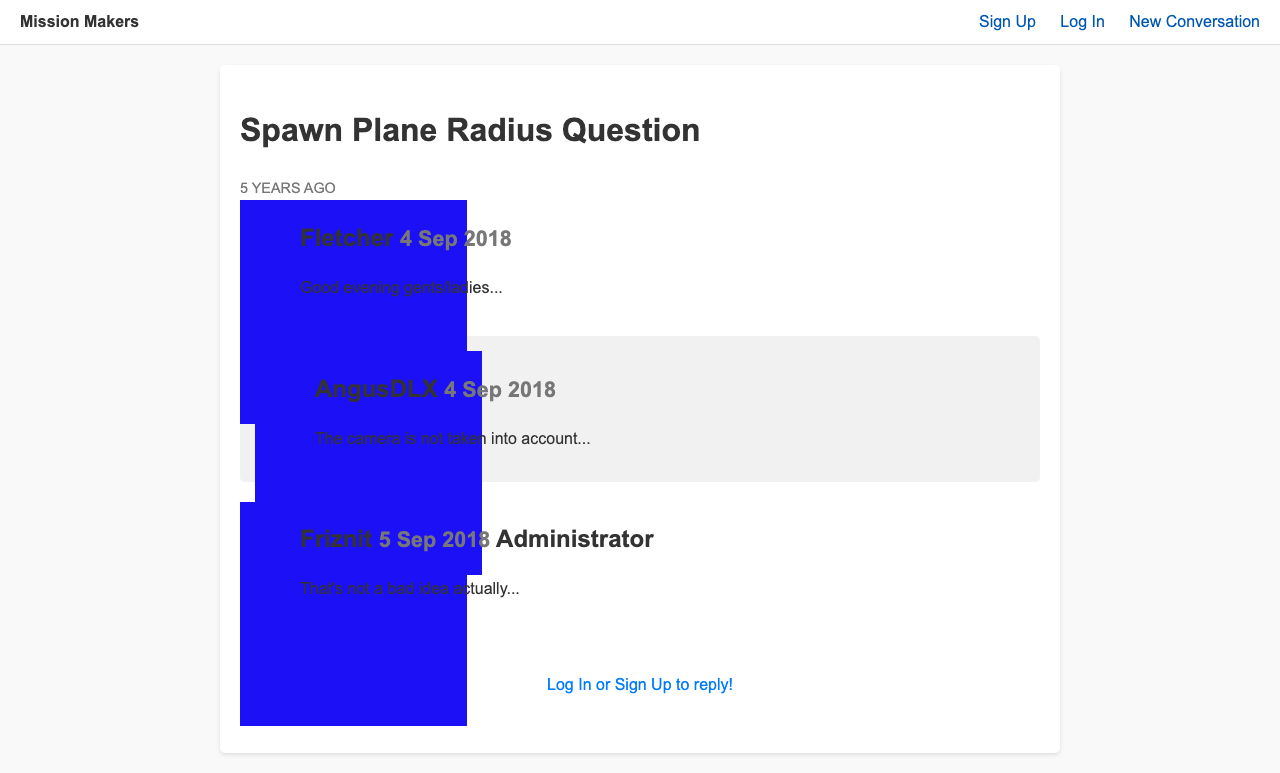 Mission Makers
Sign Up
Log In
New Conversation
Spawn Plane Radius Question
5 YEARS AGO
Fletcher 4 Sep 2018
Good evening gents/ladies...
AngusDLX 4 Sep 2018
The camera is not taken into account...
Friznit 5 Sep 2018 Administrator
That's not a bad idea actually...
Log In or Sign Up to reply!